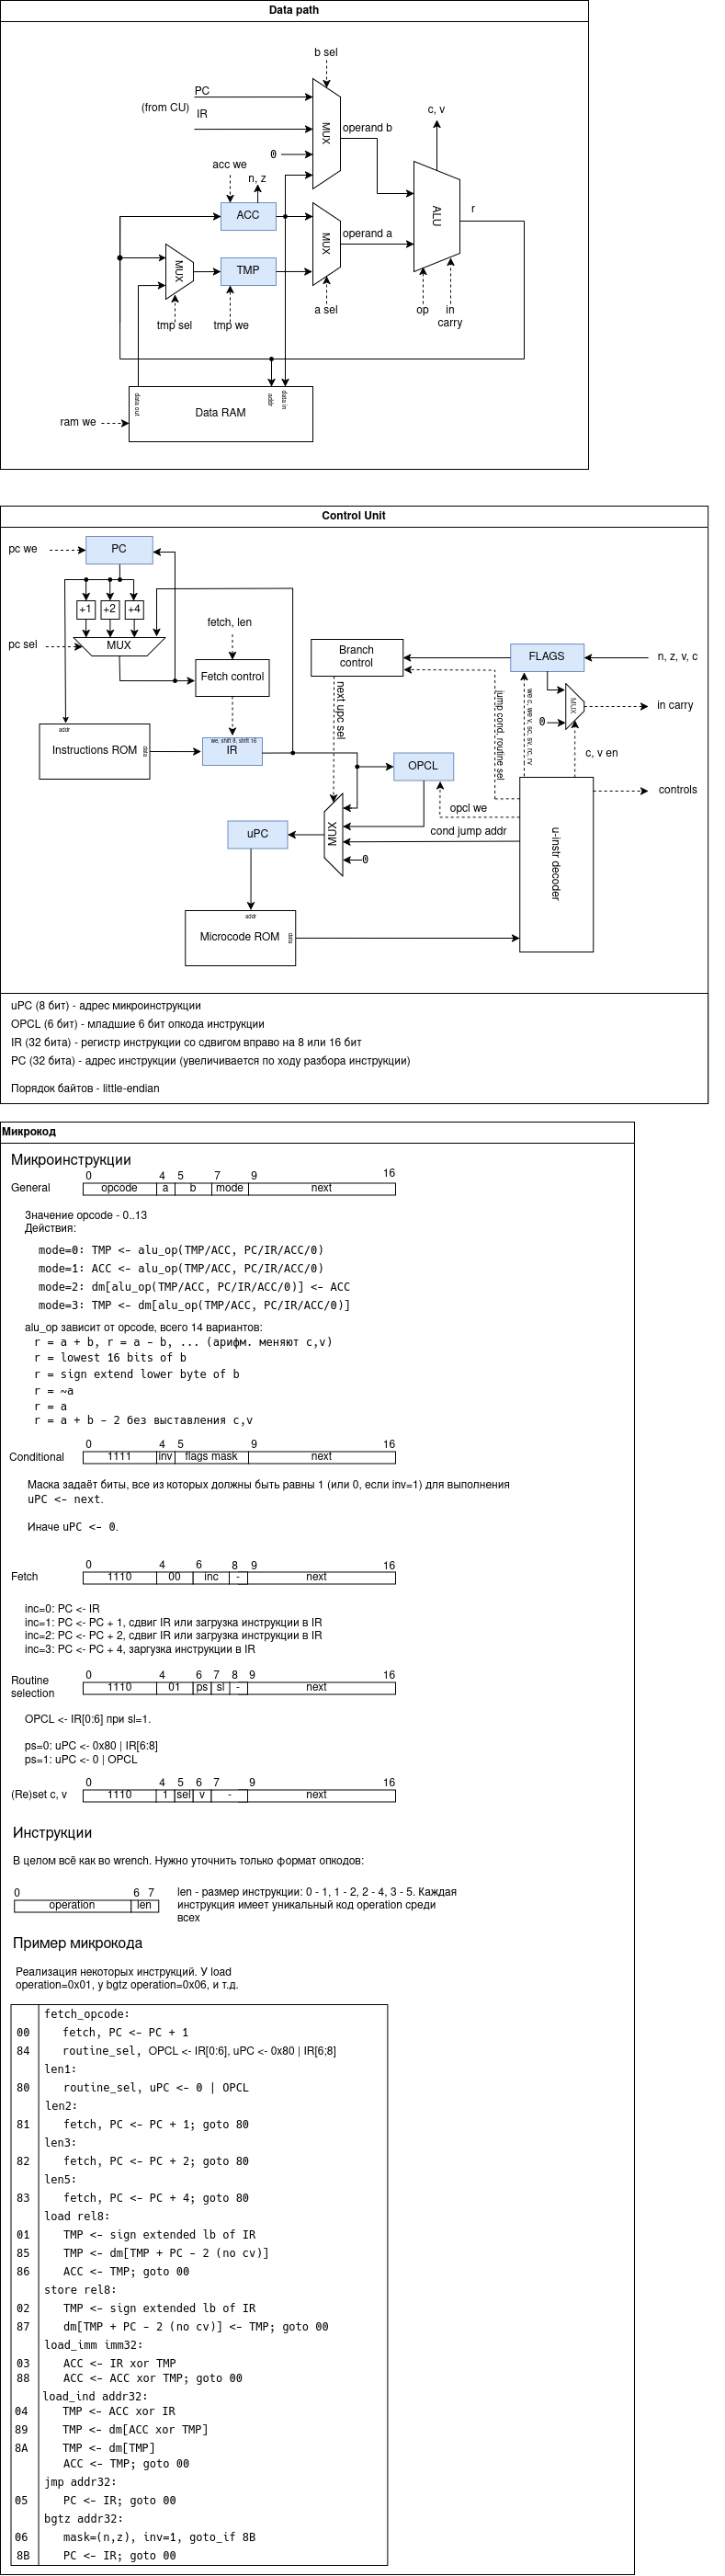 Data path
b sel
PC
(from CU)
IR
MUX
operand b
c, v
0
acc we
n, z
ACC
MUX
operand a
ALU
r
MUX
TMP
tmp sel
tmp we
a sel
op
in carry
data out
addr
data in
Data RAM
ram we
Control Unit
pc we
PC
+1
+2
+4
pc sel
MUX
fetch, len
Fetch control
Branch control
FLAGS
n, z, v, c
MUX
in carry
0
c, v en
addr
Instructions ROM
data
we, shift 8, shift 16
IR
next upc sel
jump cond, routine sel
we c, we v, sc, sv, rc, rv
OPCL
opcl we
controls
uPC
MUX
cond jump addr
0
u-instr decoder
addr
Microcode ROM
data
uPC (8 бит) - адрес микроинструкции
OPCL (6 бит) - младшие 6 бит опкода инструкции
IR (32 бита) - регистр инструкции со сдвигом вправо на 8 или 16 бит
PC (32 бита) - адрес инструкции (увеличивается по ходу разбора инструкции)
Порядок байтов - little-endian
Микрокод
Микроинструкции
0 4 5 7 9 16
General opcode a b mode next
Значение opcode - 0..13
Действия:
mode=0: TMP <- alu_op(TMP/ACC, PC/IR/ACC/0)
mode=1: ACC <- alu_op(TMP/ACC, PC/IR/ACC/0)
mode=2: dm[alu_op(TMP/ACC, PC/IR/ACC/0)] <- ACC
mode=3: TMP <- dm[alu_op(TMP/ACC, PC/IR/ACC/0)]
alu_op зависит от opcode, всего 14 вариантов:
r = a + b, r = a - b, ... (арифм. меняют c,v)
r = lowest 16 bits of b
r = sign extend lower byte of b
r = ~a
r = a
r = a + b - 2 без выставления c,v
0 4 5 9 16
Conditional 1111 inv flags mask next
Маска задаёт биты, все из которых должны быть равны 1 (или 0, если inv=1) для выполнения
uPC <- next.
Иначе uPC <- 0.
0 4 6 8 9 16
Fetch 1110 00 inc - next
inc=0: PC <- IR
inc=1: PC <- PC + 1, сдвиг IR или загрузка инструкции в IR
inc=2: PC <- PC + 2, сдвиг IR или загрузка инструкции в IR
inc=3: PC <- PC + 4, заргузка инструкции в IR
0 4 6 7 8 9 16
Routine selection 1110 01 ps sl - next
OPCL <- IR[0:6] при sl=1.
ps=0: uPC <- 0x80 | IR[6:8]
ps=1: uPC <- 0 | OPCL
0 4 5 6 7 9 16
(Re)set c, v 1110 1 sel v - next
Инструкции
В целом всё как во wrench. Нужно уточнить только формат опкодов:
0 6 7
operation len
len - размер инструкции: 0 - 1, 1 - 2, 2 - 4, 3 - 5. Каждая
инструкция имеет уникальный код operation среди
всех
Пример микрокода
Реализация некоторых инструкций. У load
operation=0x01, у bgtz operation=0x06, и т.д.
fetch_opcode:
00 fetch, PC <- PC + 1
84 routine_sel, OPCL <- IR[0:6], uPC <- 0x80 | IR[6;8]
len1:
80 routine_sel, uPC <- 0 | OPCL
len2:
81 fetch, PC <- PC + 1; goto 80
len3:
82 fetch, PC <- PC + 2; goto 80
len5:
83 fetch, PC <- PC + 4; goto 80
load rel8:
01 TMP <- sign extended lb of IR
85 TMP <- dm[TMP + PC - 2 (no cv)]
86 ACC <- TMP; goto 00
store rel8:
02 TMP <- sign extended lb of IR
87 dm[TMP + PC - 2 (no cv)] <- TMP; goto 00
load_imm imm32:
03 ACC <- IR xor TMP
88 ACC <- ACC xor TMP; goto 00
load_ind addr32:
04 TMP <- ACC xor IR
89 TMP <- dm[ACC xor TMP]
8A TMP <- dm[TMP]
ACC <- TMP; goto 00
jmp addr32:
05 PC <- IR; goto 00
bgtz addr32:
06 mask=(n,z), inv=1, goto_if 8B
8B PC <- IR; goto 00